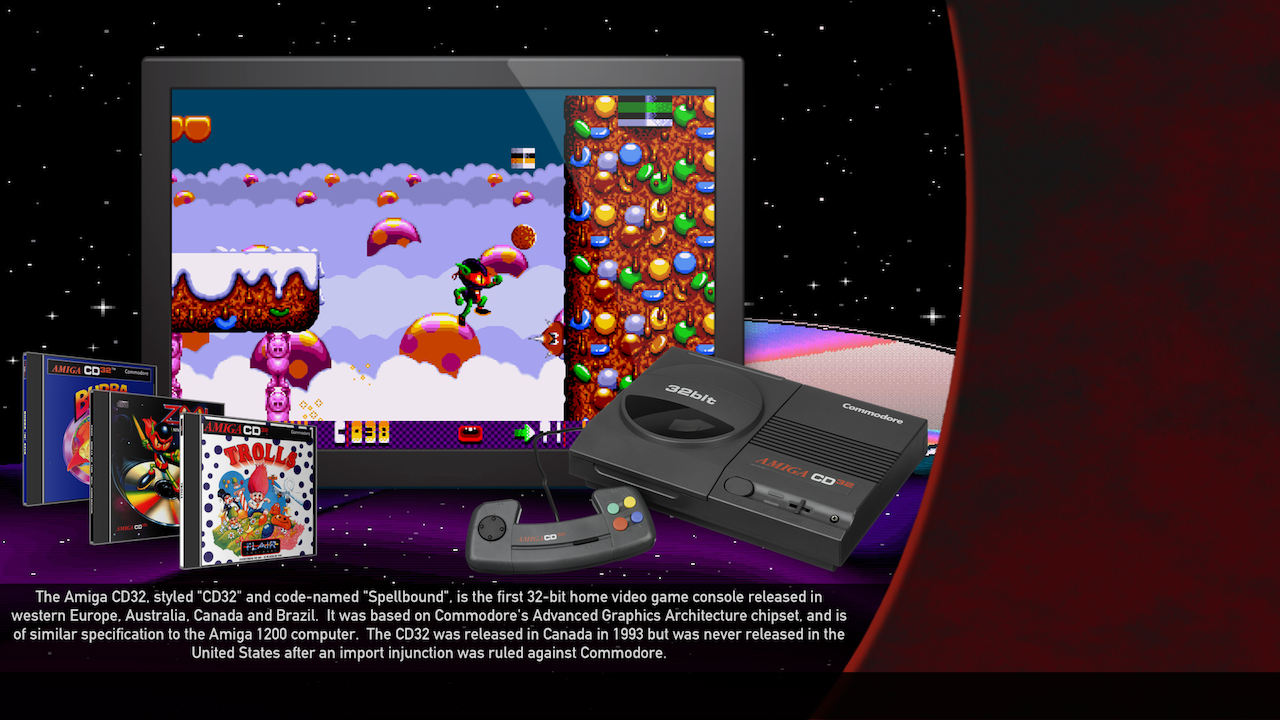 32bit
Commodore
AMIGA CD32
AMIGA CD32
Commodore
AMIGA CD32
Commodore
TROLLS
AMIGA CD32
AMIGA CD
038
The Amiga CD32, styled "CD32" and code-named "Spellbound", is the first 32-bit home video game console released in
western Europe, Australia, Canada and Brazil. It was based on Commodore's Advanced Graphics Architecture chipset, and is
of similar specification to the Amiga 1200 computer. The CD32 was released in Canada in 1993 but was never released in the
United States after an import injunction was ruled against Commodore.